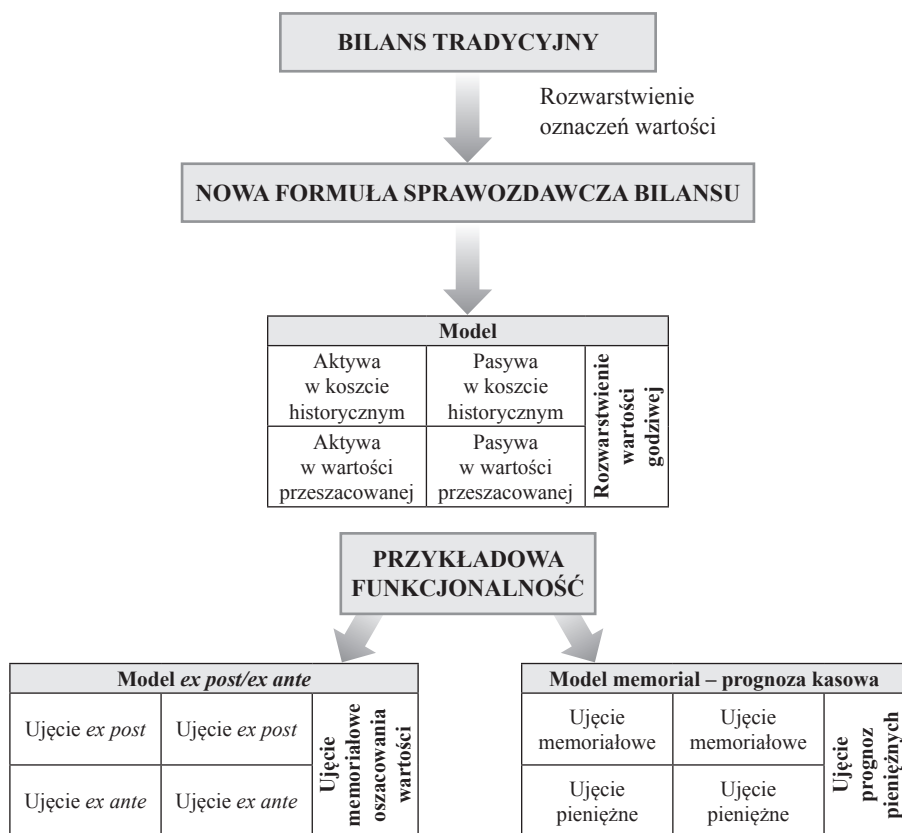 BILANS TRADYCYJNY
Rozwarstwienie
oznaczeń wartości
NOWA FORMUŁA SPRAWOZDAWCZA BILANSU
Model
Aktywa
w koszcie
historycznym
Pasywa
w koszcie
historycznym
Aktywa
w wartości
przeszacowanej
Pasywa
w wartości
przeszacowanej
Rozwarstwienie
wartości
godziwej
PRZYKŁADOWA
FUNKCJONALNOŚĆ
Model ex post/ex ante
Ujęcie ex post
Ujęcie ex post
Ujęcie ex ante
Ujęcie ex ante
Ujęcie
memoriałowe
oszacowania
wartości
Model memorial – prognoza kasowa
Ujęcie
memoriałowe
Ujęcie
memoriałowe
Ujęcie
pieniężne
Ujęcie
pieniężne
Ujęcie
prognoz
pieniężnych